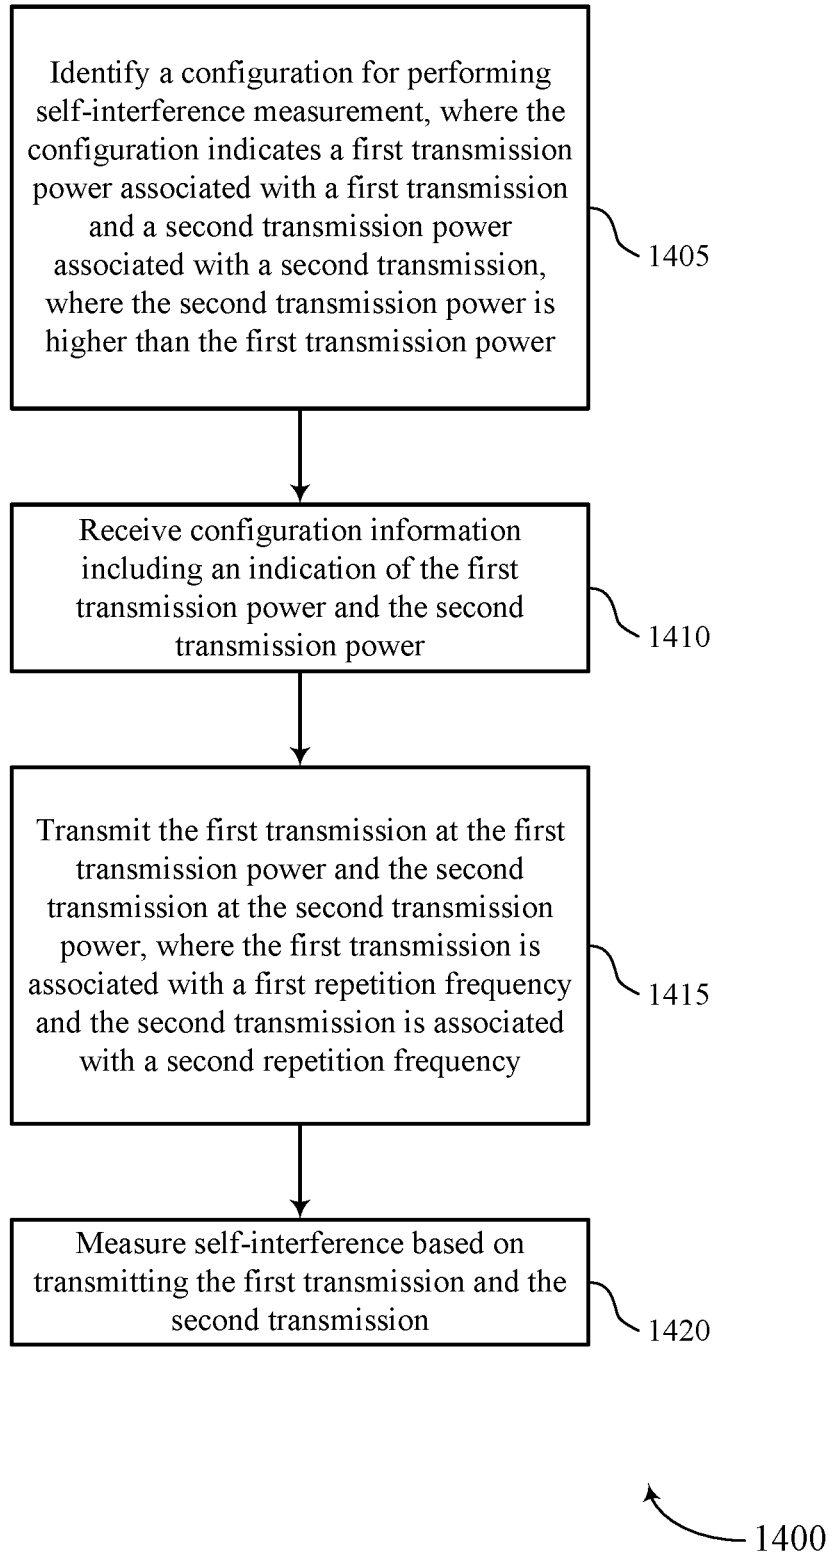 Identify a configuration for performing
self-interference measurement, where the
configuration indicates a first transmission
power associated with a first transmission
and a second transmission power
associated with a second transmission,
where the second transmission power is
higher than the first transmission power
1405
Receive configuration information
including an indication of the first
transmission power and the second
transmission power
1410
Transmit the first transmission at the first
transmission power and the second
transmission at the second transmission
power, where the first transmission is
associated with a first repetition frequency
and the second transmission is associated
with a second repetition frequency
1415
Measure self-interference based on
transmitting the first transmission and the
second transmission
1420
1400